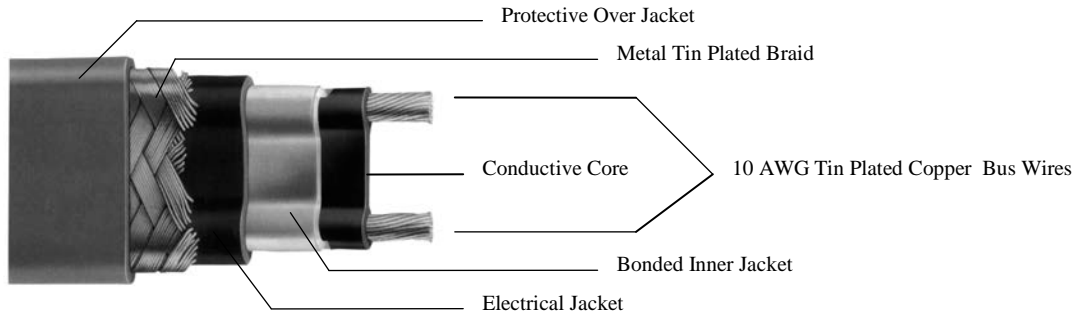 Protective Over Jacket
Metal Tin Plated Braid
Conductive Core
10 AWG Tin Plated Copper Bus Wires
Bonded Inner Jacket
Electrical Jacket